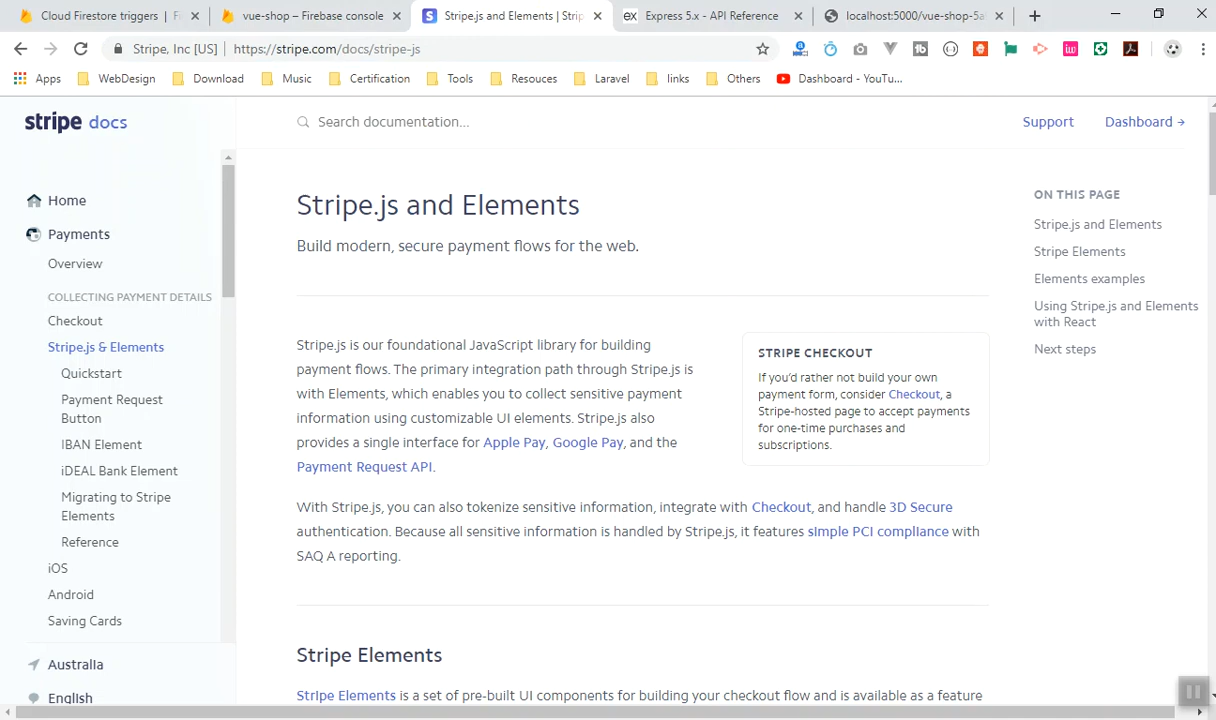 Cloud Firestore triggers | Fi
vue-shop – Firebase console
Stripe.js and Elements | Strip
ex Express 5.x - API Reference
localhost:5000/vue-shop-5a
Stripe, Inc [US] | https://stripe.com/docs/stripe-js
Apps WebDesign Download Music Certification Tools Resouces Laravel links Others Dashboard - YouTu...
stripe docs
Search documentation...
Support
Dashboard →
Home
Payments
Overview
COLLECTING PAYMENT DETAILS
Checkout
Stripe.js & Elements
Quickstart
Payment Request
Button
IBAN Element
iDEAL Bank Element
Migrating to Stripe
Elements
Reference
iOS
Android
Saving Cards
Australia
English
Stripe.js and Elements
Build modern, secure payment flows for the web.
Stripe.js is our foundational JavaScript library for building
payment flows. The primary integration path through Stripe.js is
with Elements, which enables you to collect sensitive payment
information using customizable UI elements. Stripe.js also
provides a single interface for Apple Pay, Google Pay, and the
Payment Request API.
STRIPE CHECKOUT
If you’d rather not build your own
payment form, consider Checkout, a
Stripe-hosted page to accept payments
for one-time purchases and
subscriptions.
With Stripe.js, you can also tokenize sensitive information, integrate with Checkout, and handle 3D Secure
authentication. Because all sensitive information is handled by Stripe.js, it features simple PCI compliance with
SAQ A reporting.
Stripe Elements
Stripe Elements is a set of pre-built UI components for building your checkout flow and is available as a feature
ON THIS PAGE
Stripe.js and Elements
Stripe Elements
Elements examples
Using Stripe.js and Elements
with React
Next steps